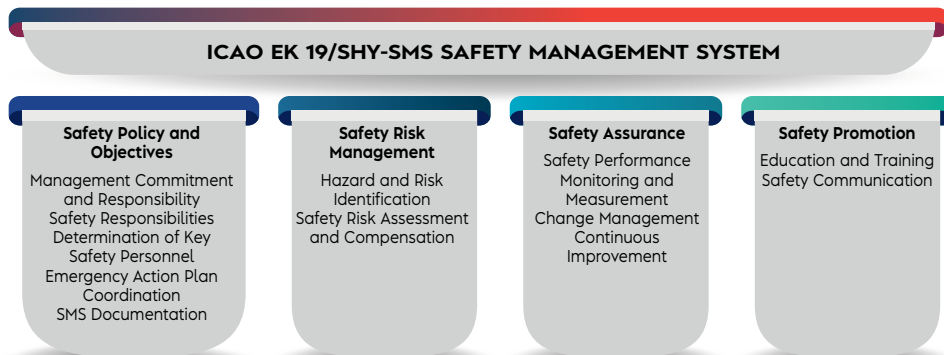 ICAO EK 19/SHY-SMS SAFETY MANAGEMENT SYSTEM
Safety Policy and
Objectives
Management Commitment
and Responsibility
Safety Responsibilities
Determination of Key
Safety Personnel
Emergency Action Plan
Coordination
SMS Documentation
Safety Risk
Management
Hazard and Risk
Identification
Safety Risk Assessment
and Compensation
Safety Assurance
Safety Performance
Monitoring and
Measurement
Change Management
Continuous
Improvement
Safety Promotion
Education and Training
Safety Communication